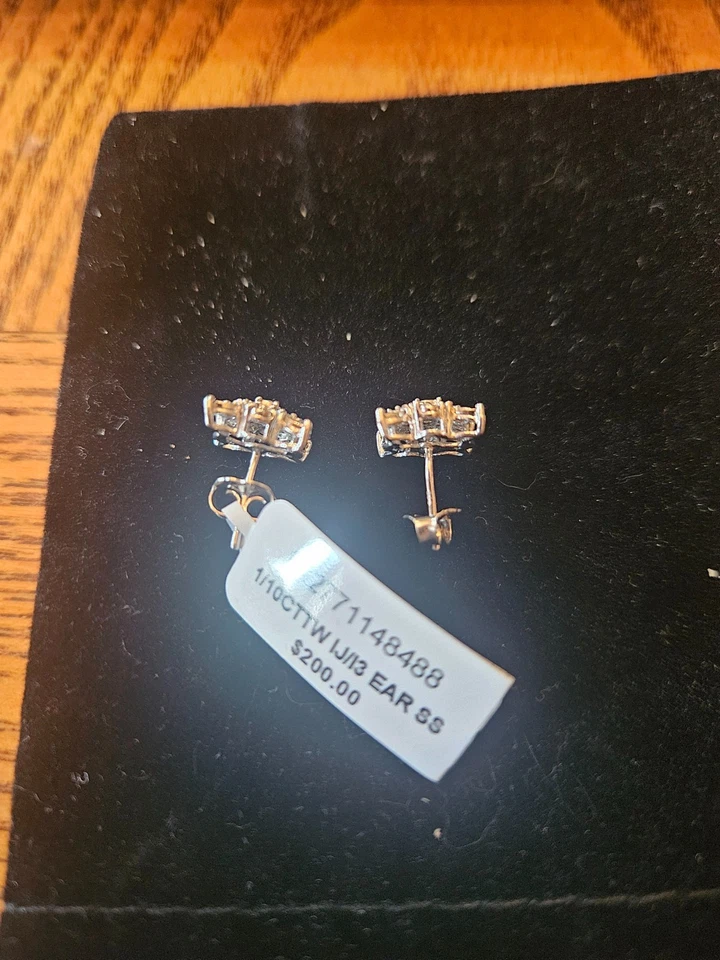 71148488
1/10CTTW IJ/I3 EAR SS
$200.00